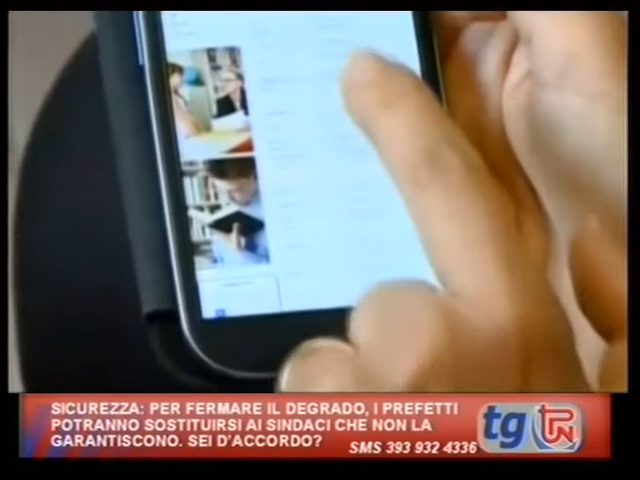 SICUREZZA: PER FERMARE IL DEGRADO, I PREFETTI
POTRANNO SOSTITUIRSI AI SINDACI CHE NON LA
GARANTISCONO. SEI D'ACCORDO?
SMS 393 932 4336
tg TPN